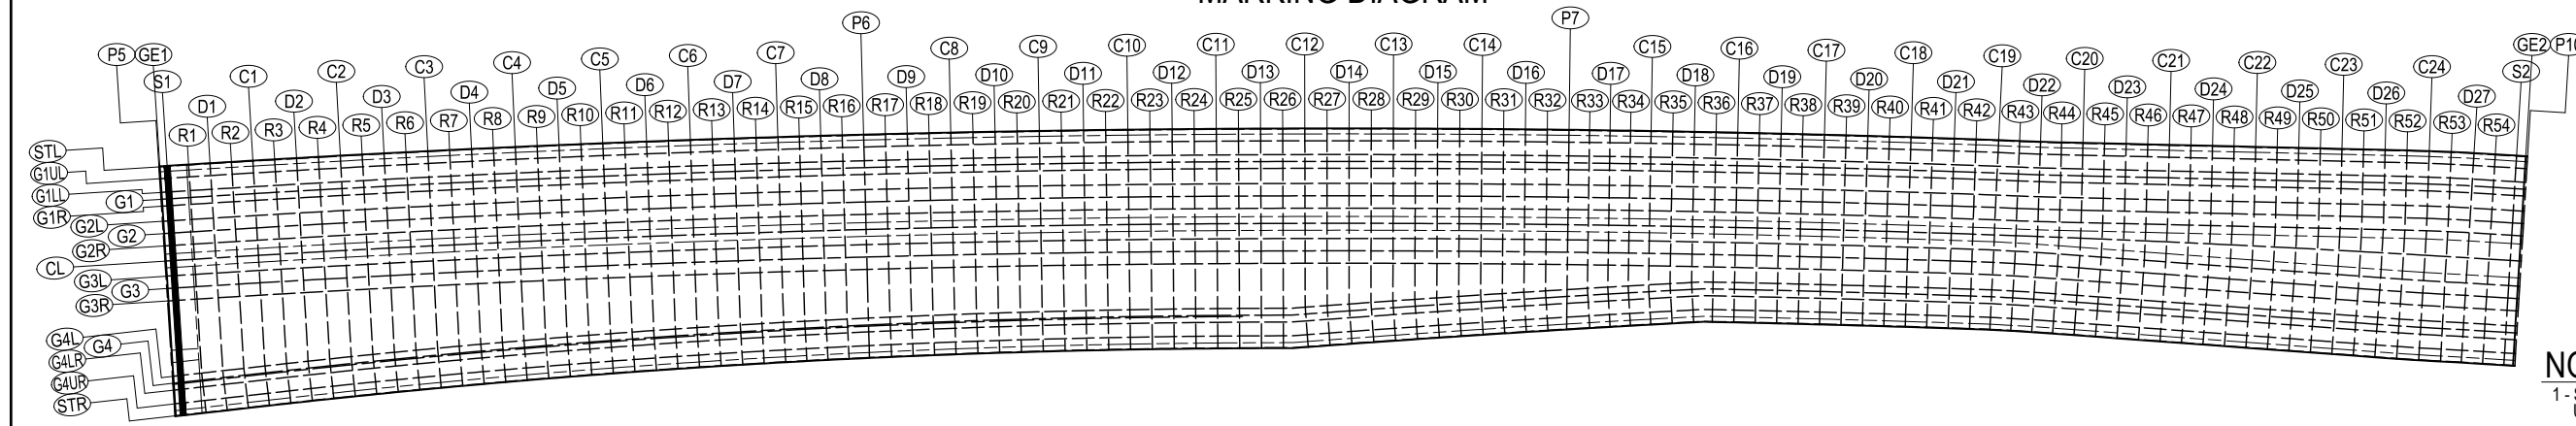 MARKING DIAGRAM
P5 GE1 P6 P7 GE2 P10
S1 C1 C2 C3 C4 C5 C6 C7 C8 C9 C10 C11 C12 C13 C14 C15 C16 C17 C18 C19 C20 C21 C22 C23 C24 S2
D1 D2 D3 D4 D5 D6 D7 D8 D9 D10 D11 D12 D13 D14 D15 D16 D17 D18 D19 D20 D21 D22 D23 D24 D25 D26 D27
R1 R2 R3 R4 R5 R6 R7 R8 R9 R10 R11 R12 R13 R14 R15 R16 R17 R18 R19 R20 R21 R22 R23 R24 R25 R26 R27 R28 R29 R30 R31 R32 R33 R34 R35 R36 R37 R38 R39 R40 R41 R42 R43 R44 R45 R46 R47 R48 R49 R50 R51 R52 R53 R54
STL
G1UL
G1LL
G1
G1R
G2L
G2
G2R
CL
G3L
G3
G3R
G4L
G4
G4LR
G4UR
STR
NO
1 - S